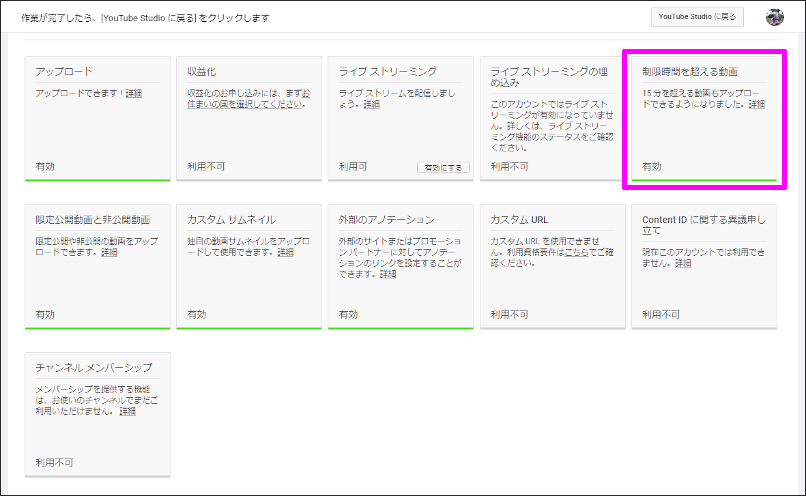 作業が完了したら、[YouTube Studio に戻る] をクリックします
YouTube Studio に戻る
アップロード
アップロードできます！詳細
有効
収益化
収益化のお申し込みには、まずお
住まいの国を選択してください。
利用不可
ライブ ストリーミング
ライブ ストリームを配信しましょ
う。詳細
利用可
有効にする
ライブ ストリーミングの埋
め込み
このアカウントではライブ スト
リーミングが有効になっていませ
ん。詳しくは、ライブ ストリー
ミング機能のステータスをご確認
ください。
利用不可
制限時間を超える動画
15 分を超える動画もアップロー
ドできるようになりました。詳細
有効
限定公開動画と非公開動画
限定公開や非公開の動画をアップ
ロードできます。詳細
有効
カスタム サムネイル
独自の動画サムネイルをアップロ
ードして使用できます。詳細
有効
外部のアノテーション
外部のサイトまたはプロモーショ
ン パートナーに対してアノテー
ションのリンクを設定することが
できます。詳細
有効
カスタム URL
カスタム URL を使用できませ
ん。利用資格要件はこちらでご確
認ください。
利用不可
Content ID に関する異議申し
立て
現在このアカウントでは利用でき
ません。詳細
利用不可
チャンネル メンバーシップ
メンバーシップを提供する機能
は、お使いのチャンネルでまだご
利用いただけません。 詳細
利用不可